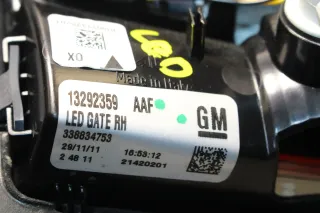 X0
LED
Made in Italy
13292359 AAF
GM
LED GATE RH
338834753
29/11/11 16:53:12
2 48 11 21420201